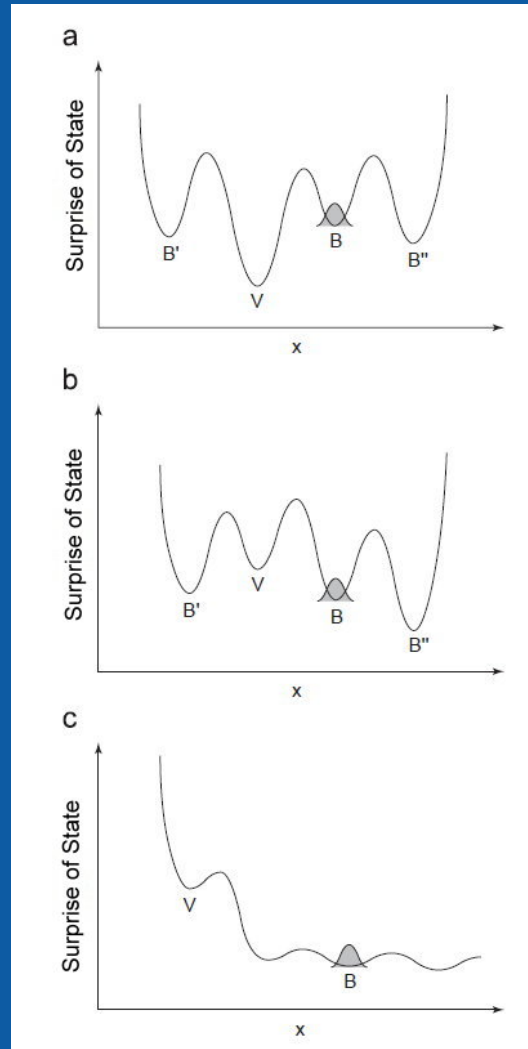 a
Surprise of State
B'
V
B
B"
x
b
Surprise of State
B'
V
B
B"
x
c
Surprise of State
V
B
x